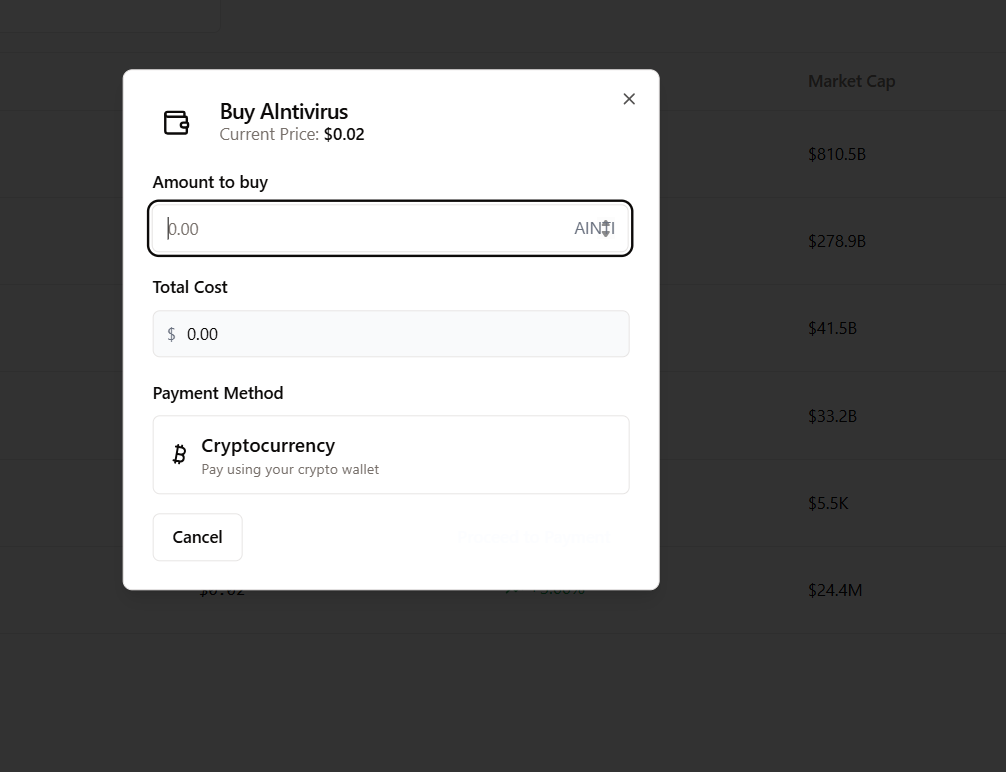 Market Cap
Buy AIntivirus
Current Price: $0.02
$810.5B
Amount to buy
0.00 AINTI
$278.9B
Total Cost
$ 0.00
$41.5B
Payment Method
$33.2B
Cryptocurrency
Pay using your crypto wallet
$5.5K
Cancel
$0.02
$24.4M